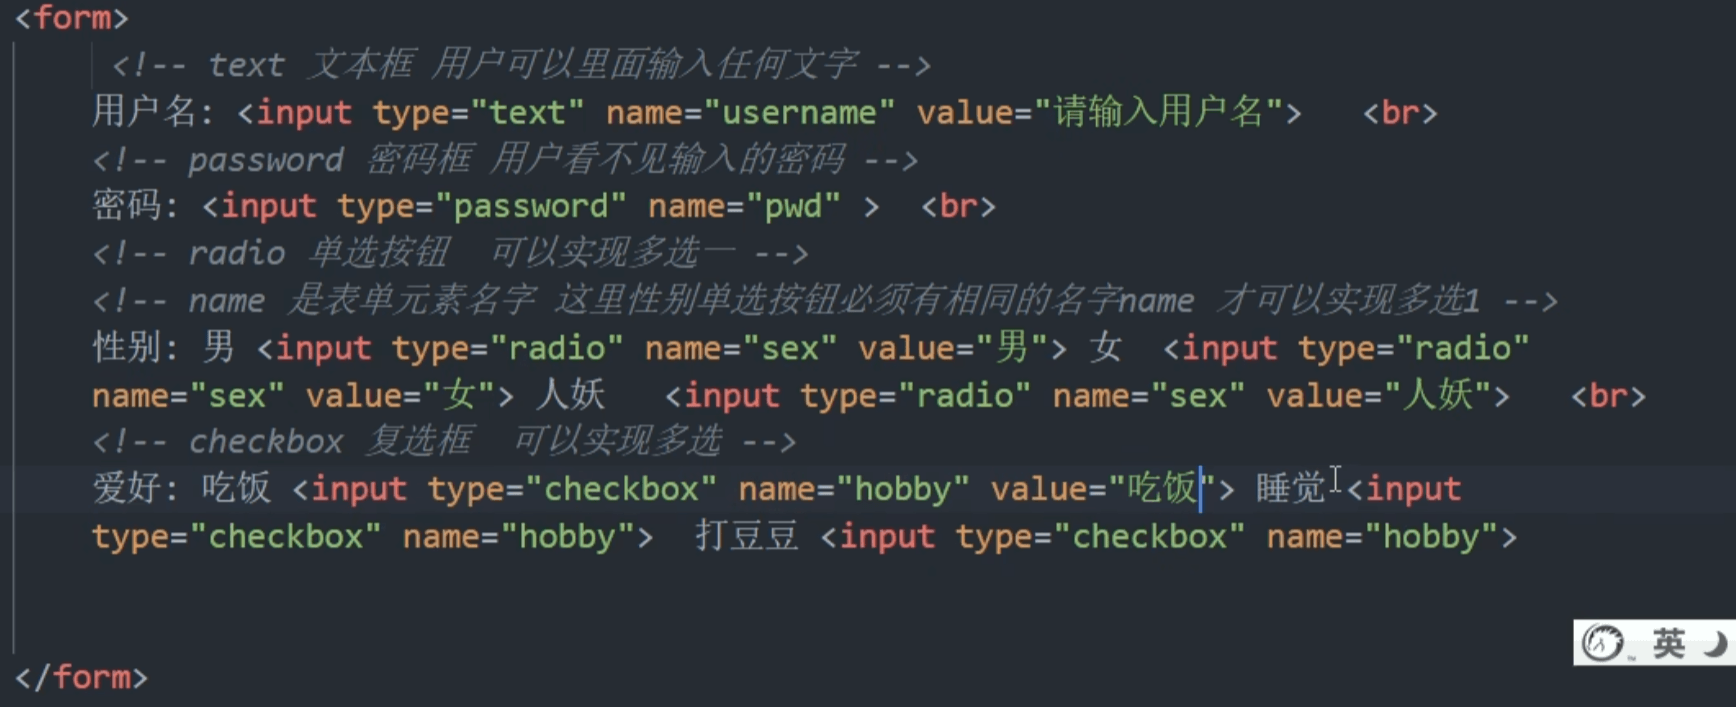 <form>
<!-- text 文本框 用户可以里面输入任何文字 -->
用户名: <input type="text" name="username" value="请输入用户名"> <br>
<!-- password 密码框 用户看不见输入的密码 -->
密码: <input type="password" name="pwd" > <br>
<!-- radio 单选按钮 可以实现多选一 -->
<!-- name 是表单元素名字 这里性别单选按钮必须有相同的名字name 才可以实现多选1 -->
性别: 男 <input type="radio" name="sex" value="男"> 女 <input type="radio"
name="sex" value="女"> 人妖 <input type="radio" name="sex" value="人妖"> <br>
<!-- checkbox 复选框 可以实现多选 -->
爱好: 吃饭 <input type="checkbox" name="hobby" value="吃饭"> 睡觉 <input
type="checkbox" name="hobby"> 打豆豆 <input type="checkbox" name="hobby">
英
</form>